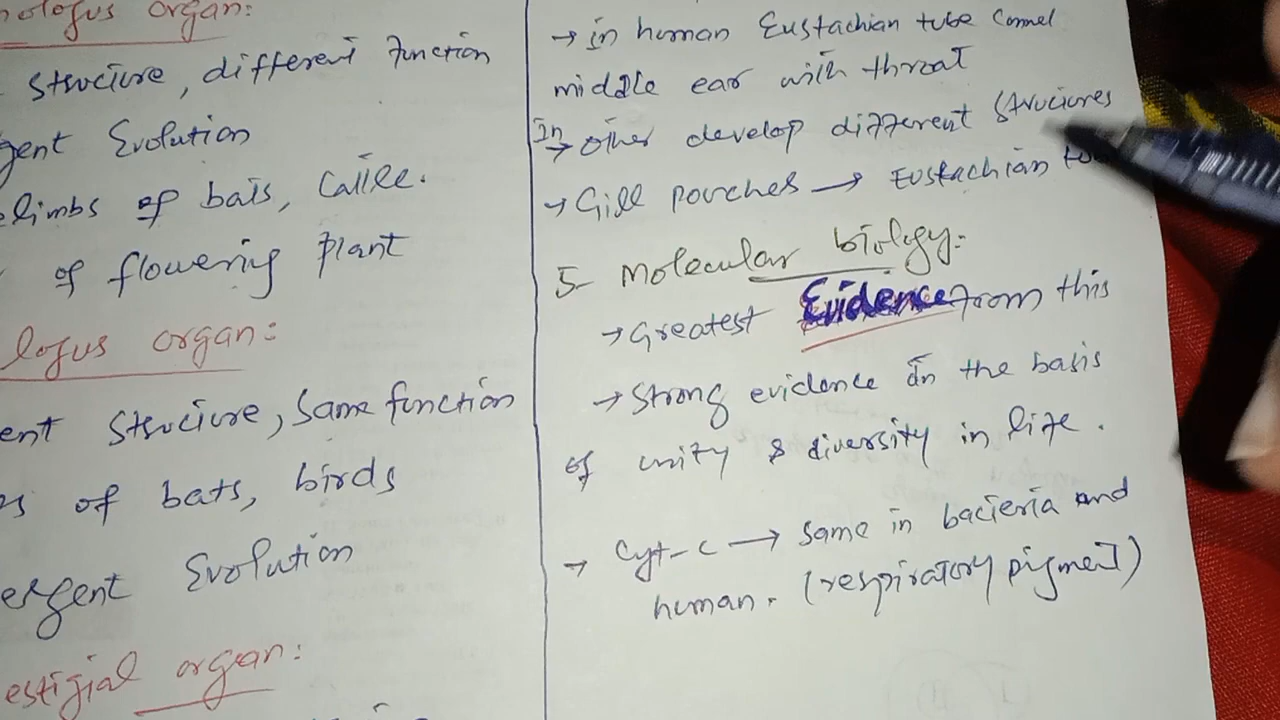 organ:
structure, different function
gent Evolution
limbs of bats, Cattle.
of flowering plant
logus organ:
ent structure, Same function
of bats, birds
ergent Evolution
estigial organ:
→ in human Eustachian tube connect
middle ear with throat
In
→ other develop different structures
→ Gill pouches → Eustachian
5- Molecular biology:-
→ Greatest Evidence from this
→ Strong evidence in the basis
of unity & diversity in life.
→ Cyt-c → Same in bacteria and
human. (respiratory pigment)